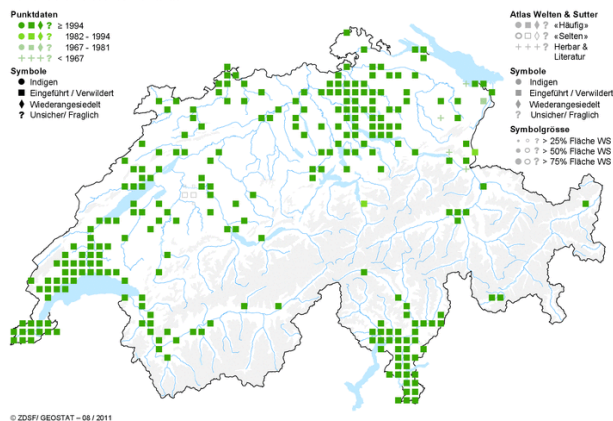 Punktdaten
≥ 1994
1982 - 1994
1967 - 1981
< 1967
Symbole
Indigen
Eingeführt / Verwildert
Wiederangesiedelt
? Unsicher/ Fraglich
Atlas Welten & Sutter
? «Häufig»
? «Selten»
Herbar & Literatur
Symbole
Indigen
Eingeführt / Verwildert
Wiederangesiedelt
? Unsicher/ Fraglich
Symbolgrösse
? > 25% Fläche WS
? > 50% Fläche WS
? > 75% Fläche WS
© ZDSF/ GEOSTAT – 08 / 2011